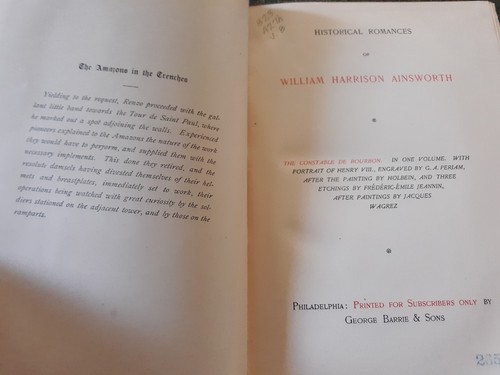 The Amazons in the Trenches
Yielding to the request, Renzo proceeded with the gal-
lant little band towards the Tour de Saint Paul, where
he marked out a spot adjoining the walls. Experienced
pioneers explained to the Amazons the nature of the work
they would have to perform, and supplied them with the
necessary implements. This done they retired, and the
resolute damsels having divested themselves of their hel-
mets and breastplates, immediately set to work, their
operations being watched with great curiosity by the sol-
diers stationed on the adjacent tower, and by those on the
ramparts.
HISTORICAL ROMANCES
OF
WILLIAM HARRISON AINSWORTH
THE CONSTABLE DE BOURBON. IN ONE VOLUME. WITH
PORTRAIT OF HENRY VIII., ENGRAVED BY G. A. PERIAM,
AFTER THE PAINTING BY HOLBEIN, AND THREE
ETCHINGS BY FRÉDÉRIC-ÉMILE JEANNIN,
AFTER PAINTINGS BY JACQUES
WAGREZ
PHILADELPHIA: PRINTED FOR SUBSCRIBERS ONLY BY
GEORGE BARRIE & SONS